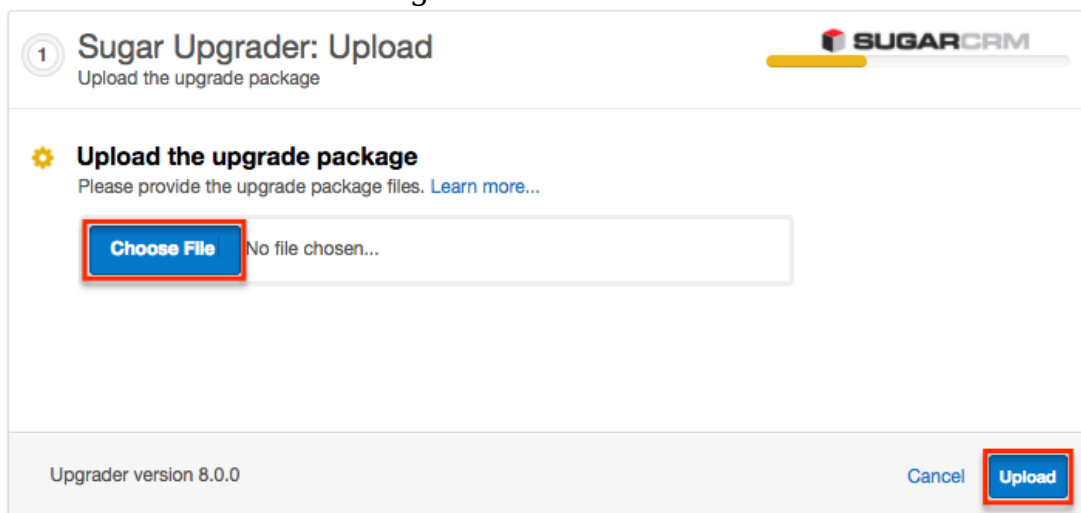 1
Sugar Upgrader: Upload
SUGARCRM
Upload the upgrade package
Upload the upgrade package
Please provide the upgrade package files. Learn more...
Choose File No file chosen...
Upgrader version 8.0.0
Cancel Upload